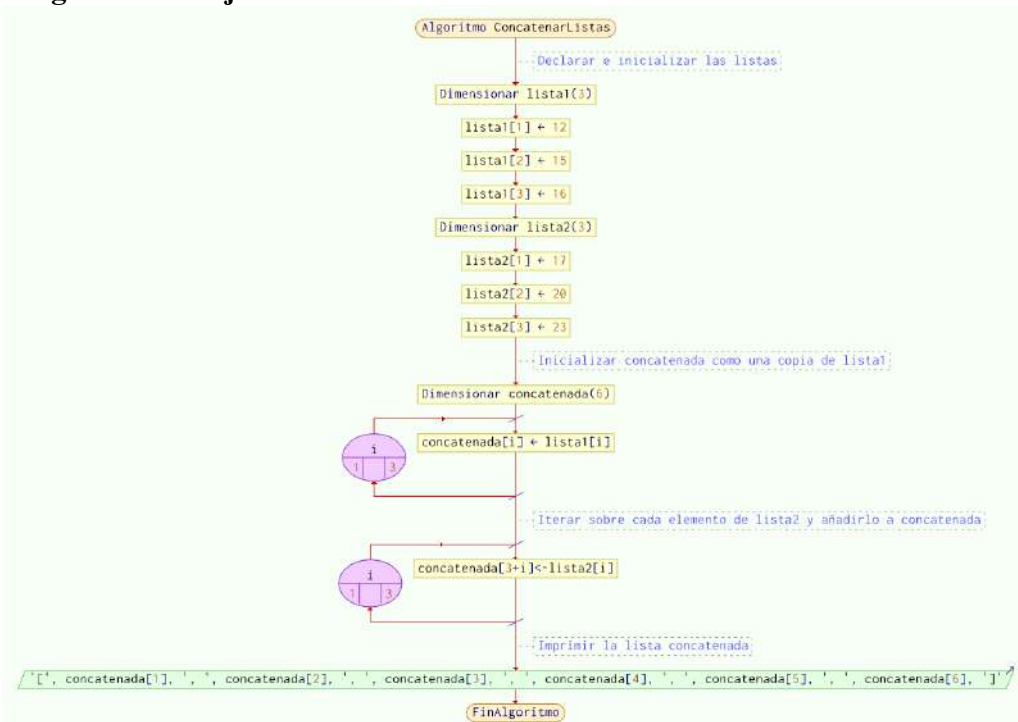 Algoritmo ConcatenarListas
Declarar e inicializar las listas
Dimensionar lista1(3)
lista1[1] ← 12
lista1[2] ← 15
lista1[3] ← 16
Dimensionar lista2(3)
lista2[1] ← 17
lista2[2] ← 20
lista2[3] ← 23
Inicializar concatenada como una copia de lista1
Dimensionar concatenada(6)
concatenada[i] ← lista1[i]
i
1 3
Iterar sobre cada elemento de lista2 y añadirlo a concatenada
concatenada[3+i]<-lista2[i]
i
1 3
Imprimir la lista concatenada
'[', concatenada[1], ', ', concatenada[2], ', ', concatenada[3], ', ', concatenada[4], ', ', concatenada[5], ', ', concatenada[6], ']'
FinAlgoritmo